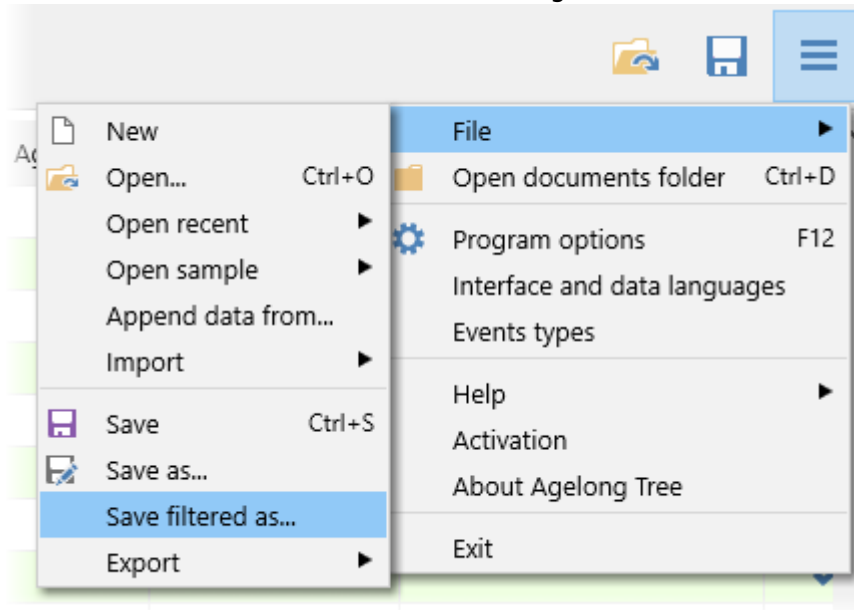 File
Open documents folder Ctrl+D
Program options F12
Interface and data languages
Events types
Help
Activation
About Agelong Tree
Exit
New
Open... Ctrl+O
Open recent
Open sample
Append data from...
Import
Save Ctrl+S
Save as...
Save filtered as...
Export